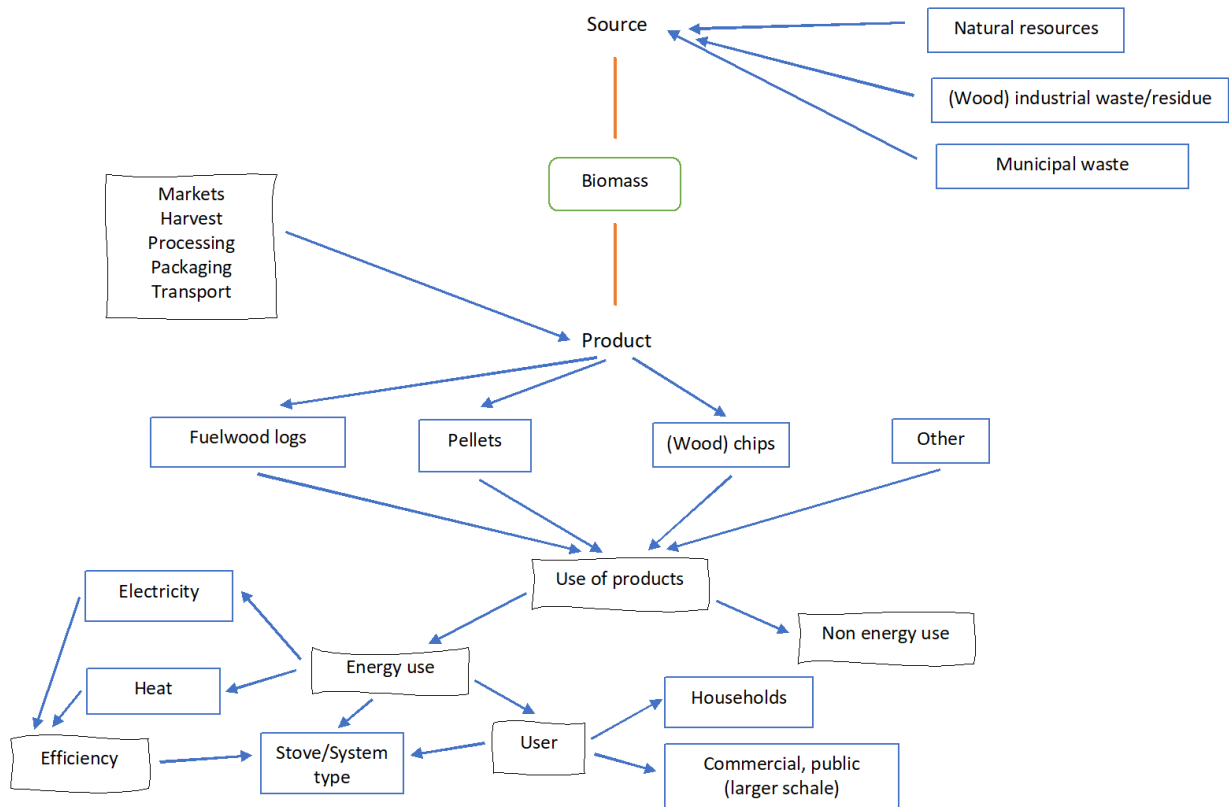 Source
Natural resources
(Wood) industrial waste/residue
Municipal waste
Biomass
Markets
Harvest
Processing
Packaging
Transport
Product
Fuelwood logs
Pellets
(Wood) chips
Other
Use of products
Electricity
Non energy use
Energy use
Heat
Households
Efficiency
Stove/System
type
User
Commercial, public
(larger schale)